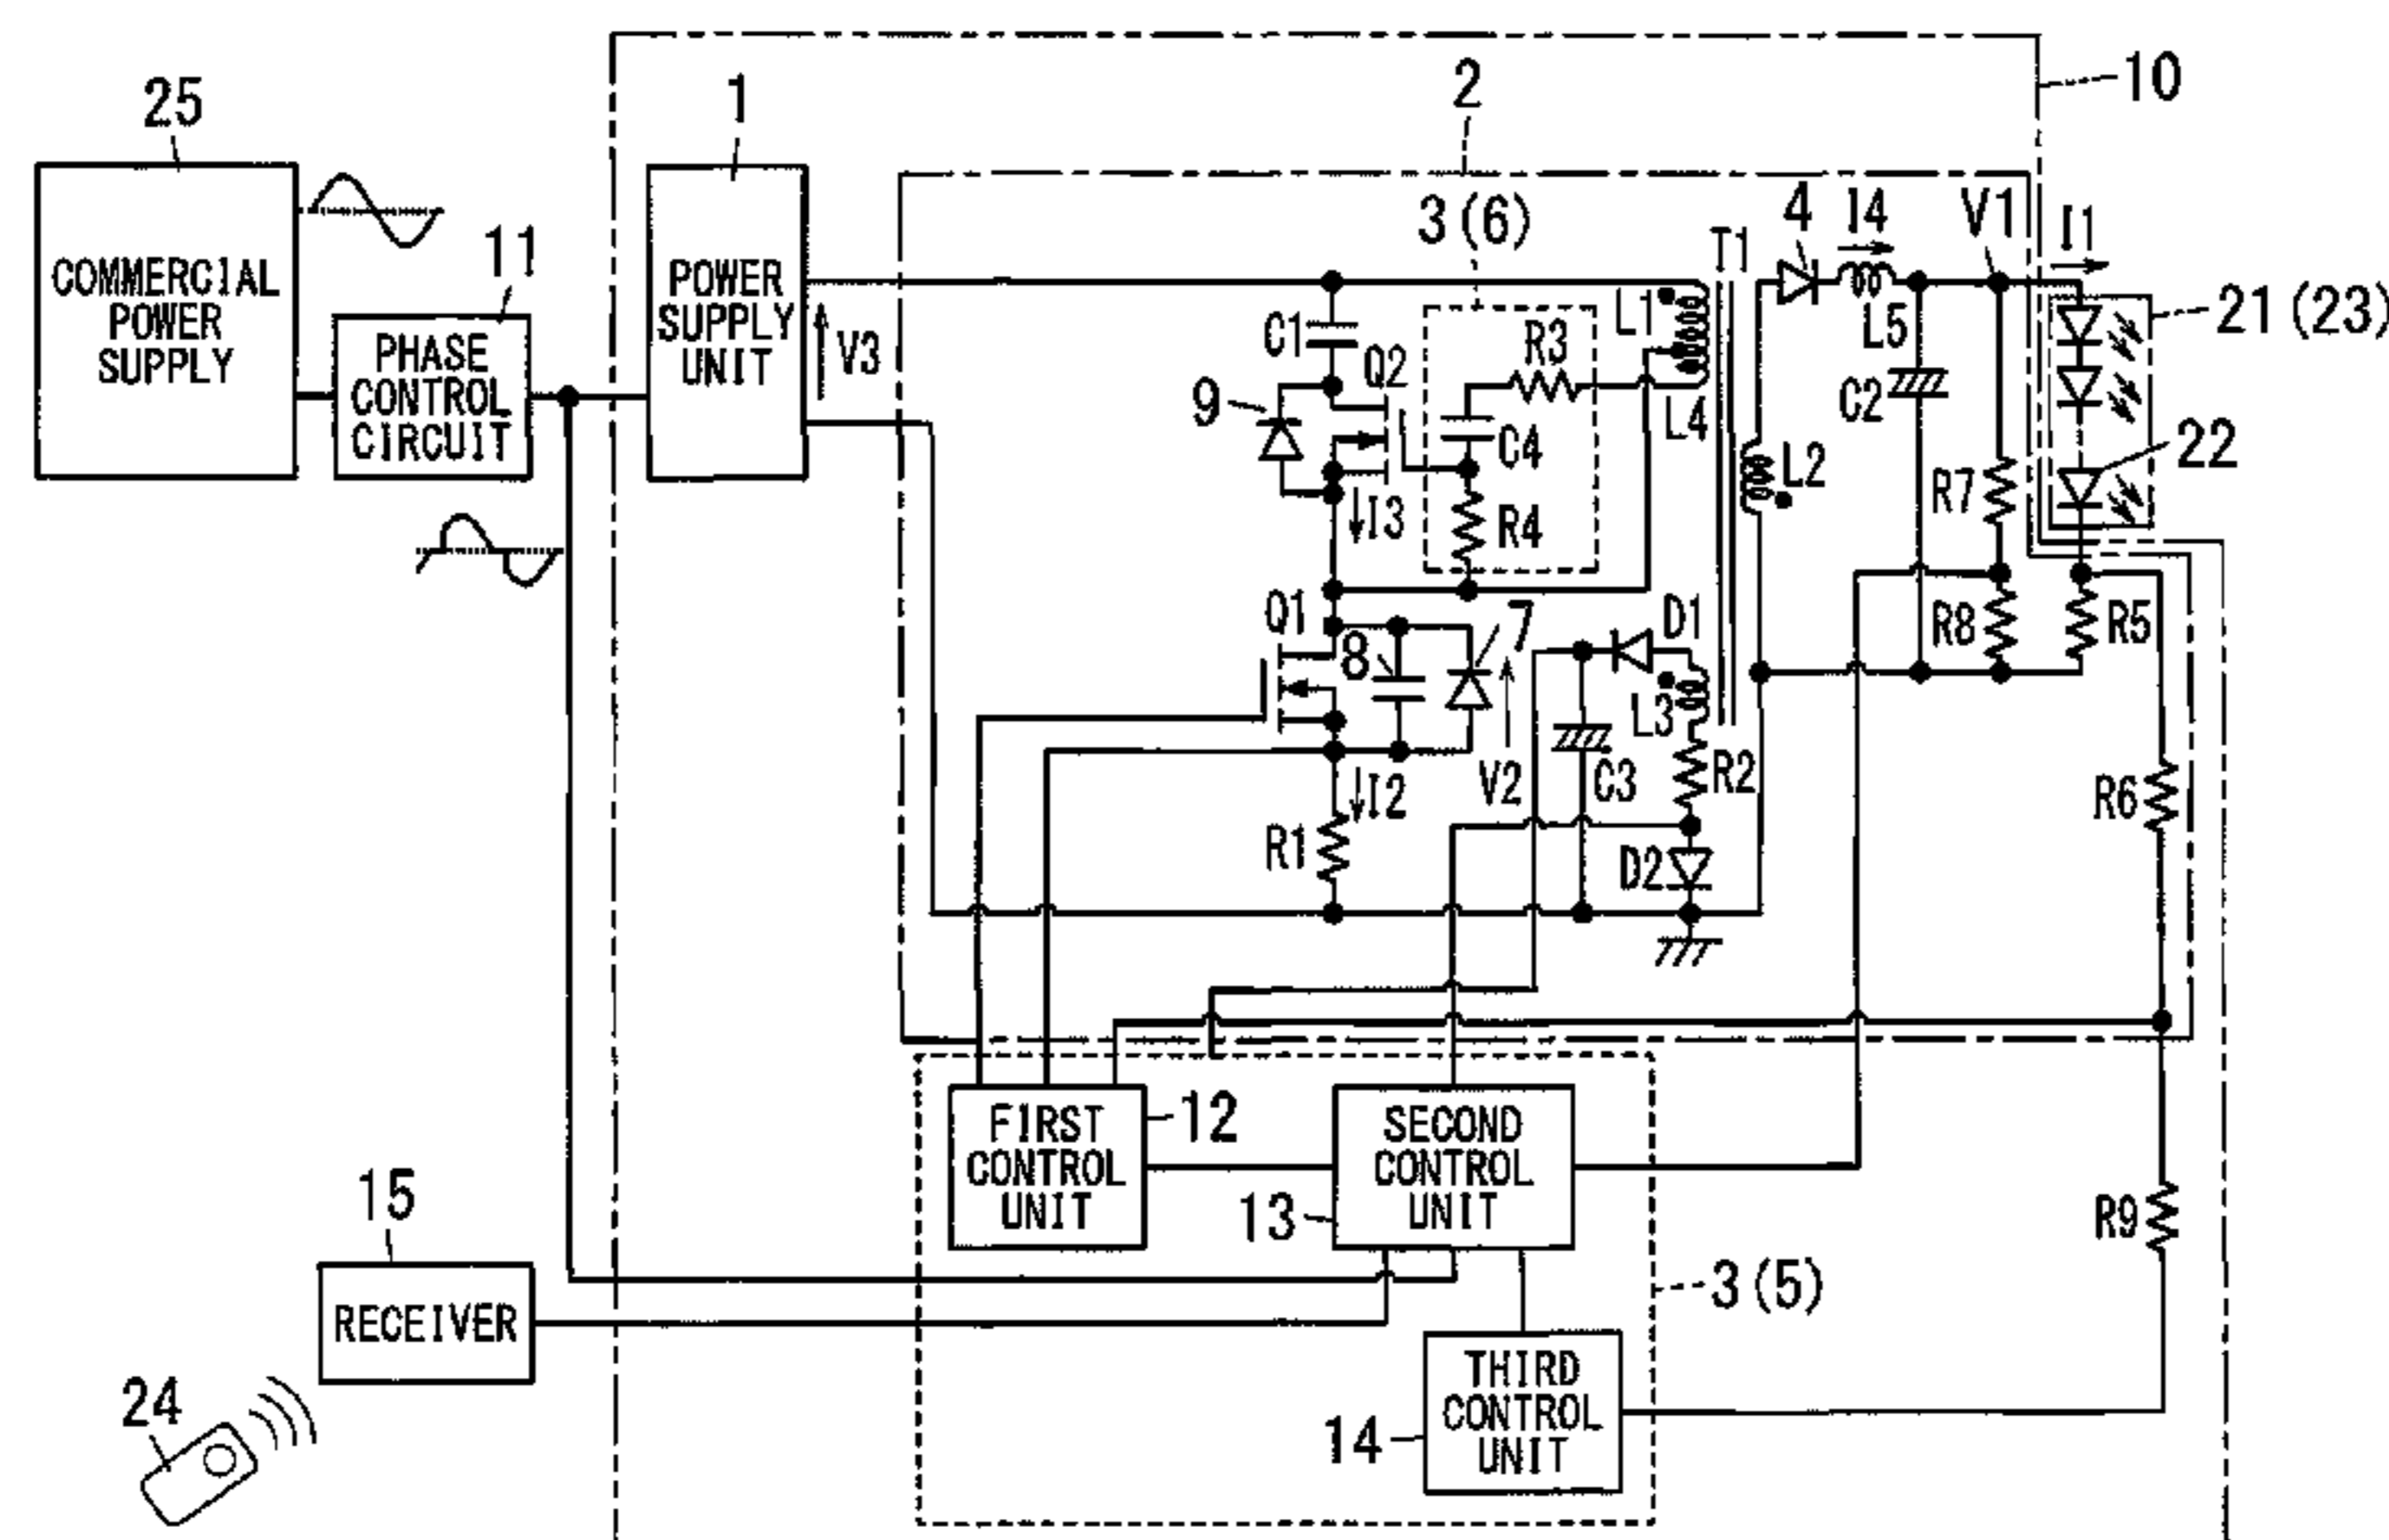 10
25
1
2
3(6)
4
I4
V1
I1
11
T1
COMMERCIAL
POWER
SUPPLY
POWER
SUPPLY
UNIT
V3
PHASE
CONTROL
CIRCUIT
C1
Q2
R3
L1
L4
L5
21(23)
9
C4
C2
L2
22
R7
I3
R4
Q1
8
7
D1
R8
R5
L3
V2
C3
R2
I2
R1
D2
R6
FIRST
CONTROL
UNIT
12
SECOND
CONTROL
UNIT
13
15
R9
3(5)
RECEIVER
24
THIRD
CONTROL
UNIT
14